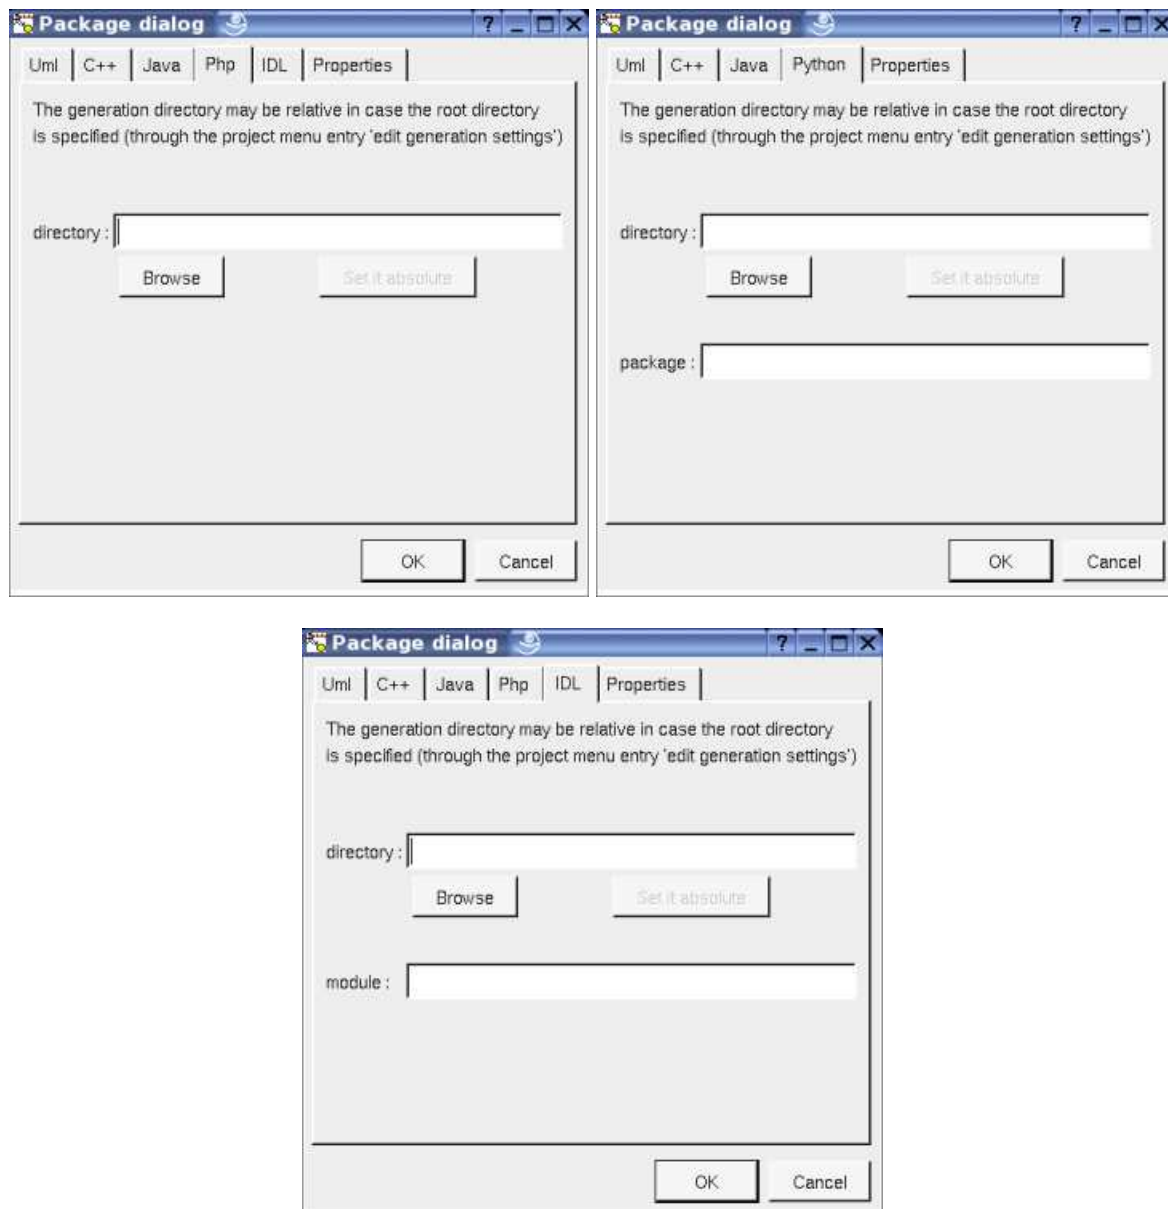 Package dialog
?
Uml C++ Java Php IDL Properties
The generation directory may be relative in case the root directory
is specified (through the project menu entry 'edit generation settings')
directory :
Browse Set it absolute
OK Cancel
Package dialog
?
Uml C++ Java Python Properties
The generation directory may be relative in case the root directory
is specified (through the project menu entry 'edit generation settings')
directory :
Browse Set it absolute
package :
OK Cancel
Package dialog
?
Uml C++ Java Php IDL Properties
The generation directory may be relative in case the root directory
is specified (through the project menu entry 'edit generation settings')
directory :
Browse Set it absolute
module :
OK Cancel